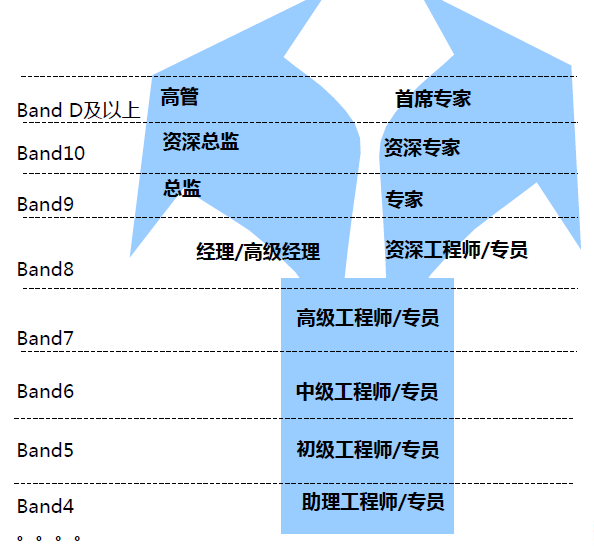 高管 首席专家
Band D及以上
资深总监 资深专家
Band10
总监 专家
Band9
经理/高级经理 资深工程师/专员
Band8
高级工程师/专员
Band7
Band6 中级工程师/专员
Band5 初级工程师/专员
Band4 助理工程师/专员
。。。。